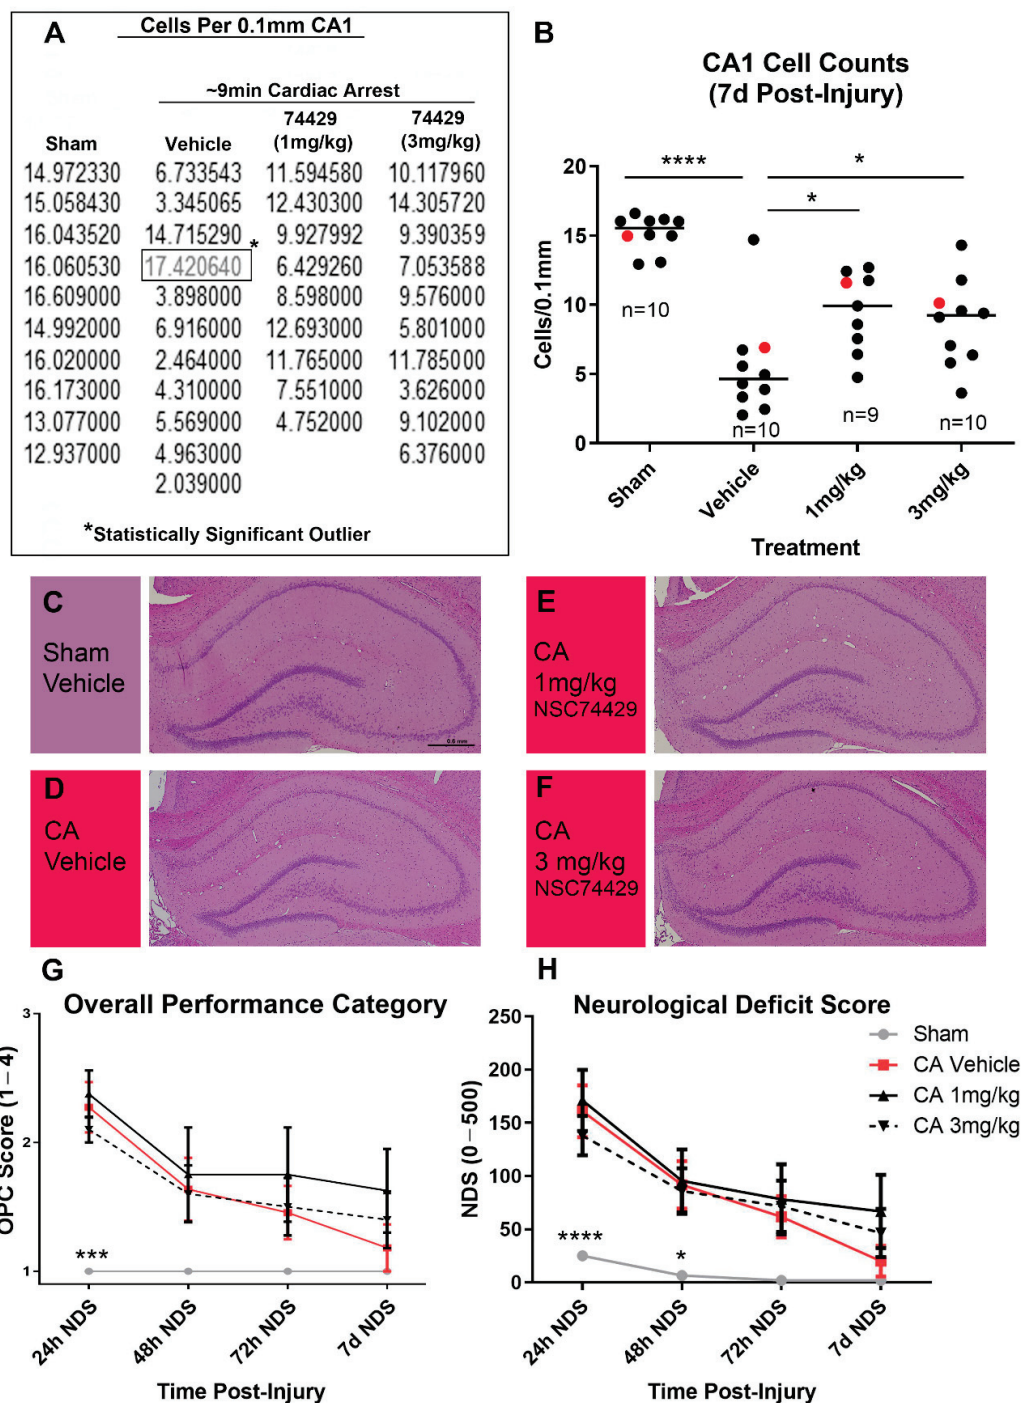 A
Cells Per 0.1mm CA1
~9min Cardiac Arrest
Sham Vehicle 74429 (1mg/kg) 74429 (3mg/kg)
14.972330 6.733543 11.594580 10.117960
15.058430 3.345065 12.430300 14.305720
16.043520 14.715290 9.927992 9.390359
16.060530 17.420640 * 6.429260 7.053588
16.609000 3.898000 8.598000 9.576000
14.992000 6.916000 12.693000 5.801000
16.020000 2.464000 11.765000 11.785000
16.173000 4.310000 7.551000 3.626000
13.077000 5.569000 4.752000 9.102000
12.937000 4.963000 6.376000
2.039000
*Statistically Significant Outlier
B
CA1 Cell Counts
(7d Post-Injury)
Cells/0.1mm
20
15
10
5
0
****
*
*
n=10
n=10
n=9
n=10
Sham
Vehicle
1mg/kg
3mg/kg
Treatment
C
Sham
Vehicle
0.5 mm
E
CA
1mg/kg
NSC74429
D
CA
Vehicle
F
CA
3 mg/kg
NSC74429
*
G
Overall Performance Category
OPC Score (1–4)
3
2
1
***
24h NDS
48h NDS
72h NDS
7d NDS
Time Post-Injury
H
Neurological Deficit Score
NDS (0–500)
250
200
150
100
50
0
****
*
Sham
CA Vehicle
CA 1mg/kg
CA 3mg/kg
24h NDS
48h NDS
72h NDS
7d NDS
Time Post-Injury